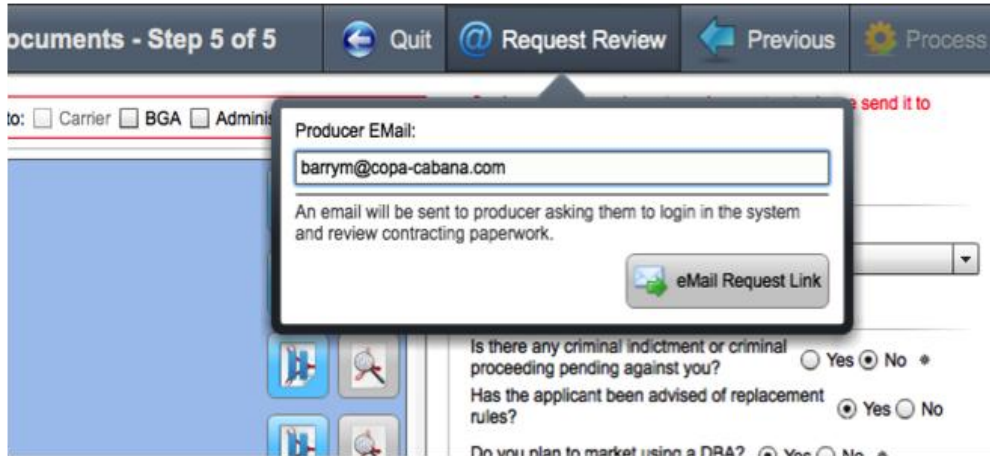 ocuments - Step 5 of 5
Quit
Request Review
Previous
Process
to: Carrier BGA Adminis
send it to
Producer EMail:
barrym@copa-cabana.com
An email will be sent to producer asking them to login in the system
and review contracting paperwork.
eMail Request Link
Is there any criminal indictment or criminal
proceeding pending against you?
Yes No
Has the applicant been advised of replacement
rules?
Yes No
Do you plan to market using a DBA? Yes No